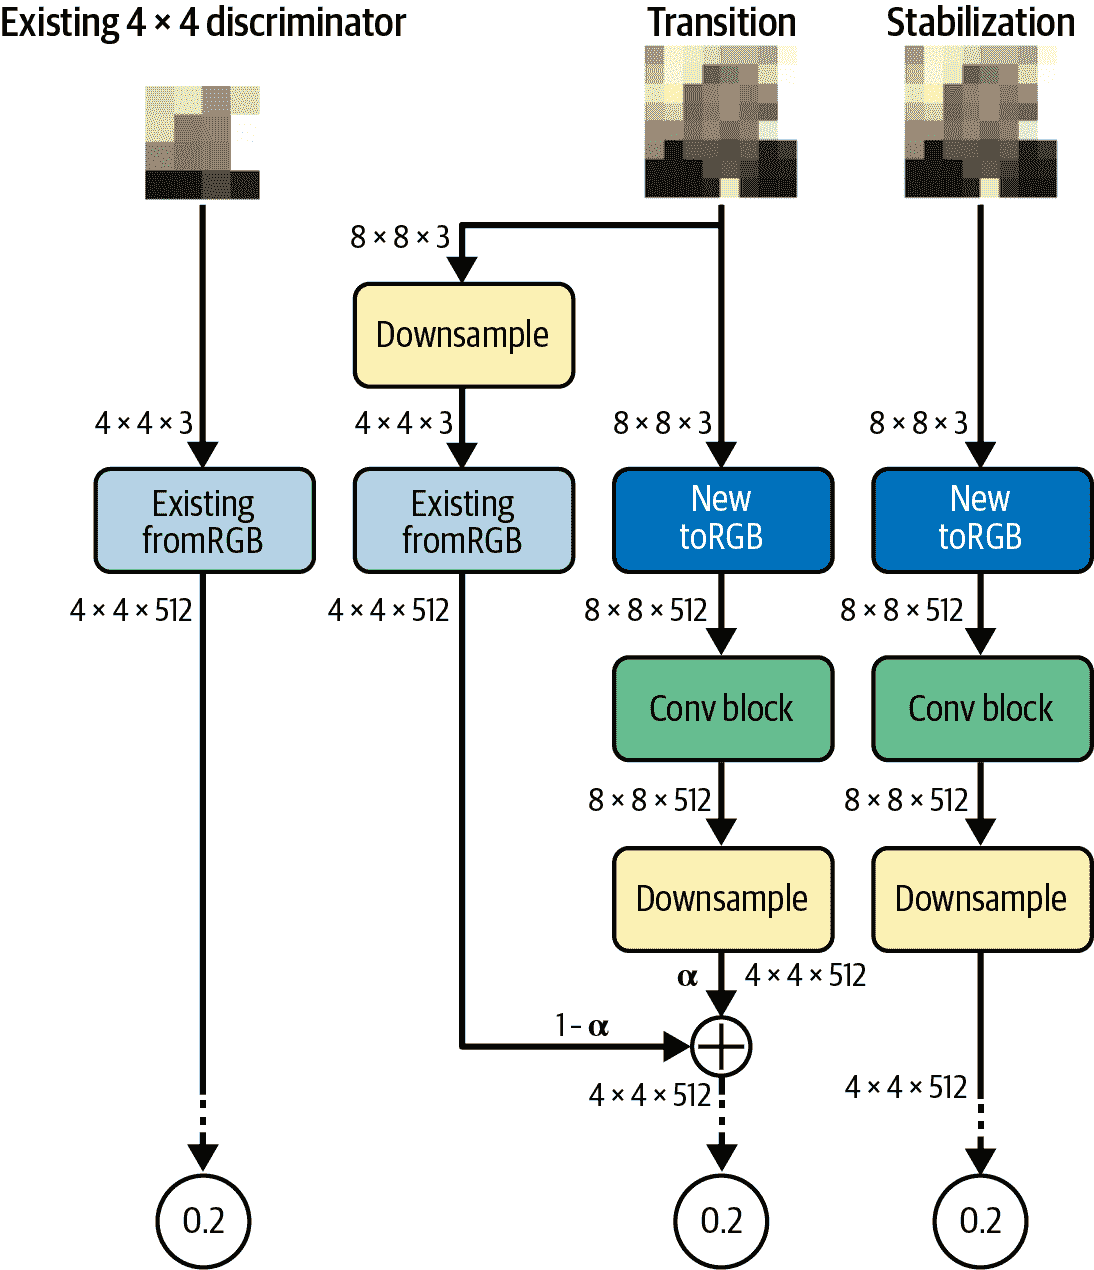 Existing 4 × 4 discriminator
Transition
Stabilization
8 × 8 × 3
Downsample
4 × 4 × 3
4 × 4 × 3
8 × 8 × 3
8 × 8 × 3
Existing
fromRGB
Existing
fromRGB
New
toRGB
New
toRGB
4 × 4 × 512
4 × 4 × 512
8 × 8 × 512
8 × 8 × 512
Conv block
Conv block
8 × 8 × 512
8 × 8 × 512
Downsample
Downsample
α
4 × 4 × 512
1 - α
4 × 4 × 512
4 × 4 × 512
0.2
0.2
0.2